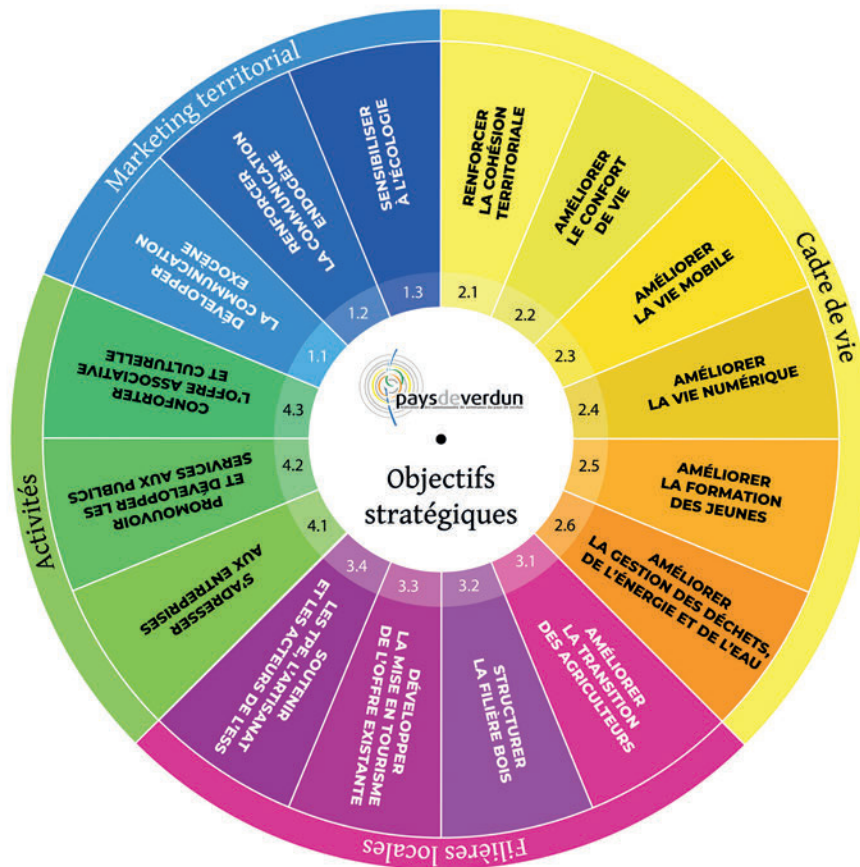 Marketing territorial
1.1
DÉVELOPPER
LA COMMUNICATION
EXOGÈNE
1.2
RENFORCER
LA COMMUNICATION
ENDOGÈNE
1.3
SENSIBILISER
À L'ÉCOLOGIE
Cadre de vie
2.1
RENFORCER
LA COHÉSION
TERRITORIALE
2.2
AMÉLIORER
LE CONFORT
DE VIE
2.3
AMÉLIORER
LA VIE MOBILE
2.4
AMÉLIORER
LA VIE NUMÉRIQUE
2.5
AMÉLIORER
LA FORMATION
DES JEUNES
2.6
AMÉLIORER
LA GESTION DES DÉCHETS,
DE L'ÉNERGIE ET DE L'EAU
Filières locales
3.1
AMÉLIORER
LA TRANSITION
DES AGRICULTEURS
3.2
STRUCTURER
LA FILIÈRE BOIS
3.3
DÉVELOPPER
LA MISE EN TOURISME
DE L'OFFRE EXISTANTE
3.4
SOUTENIR
LES TPE, L'ARTISANAT
ET LES ACTEURS DE L'ESS
Activités
4.1
S'ADRESSER
AUX ENTREPRISES
4.2
PROMOUVOIR
ET DÉVELOPPER LES
SERVICES AUX PUBLICS
4.3
CONFORTER
L'OFFRE ASSOCIATIVE
ET CULTURELLE
paysdeverdun
Objectifs
stratégiques